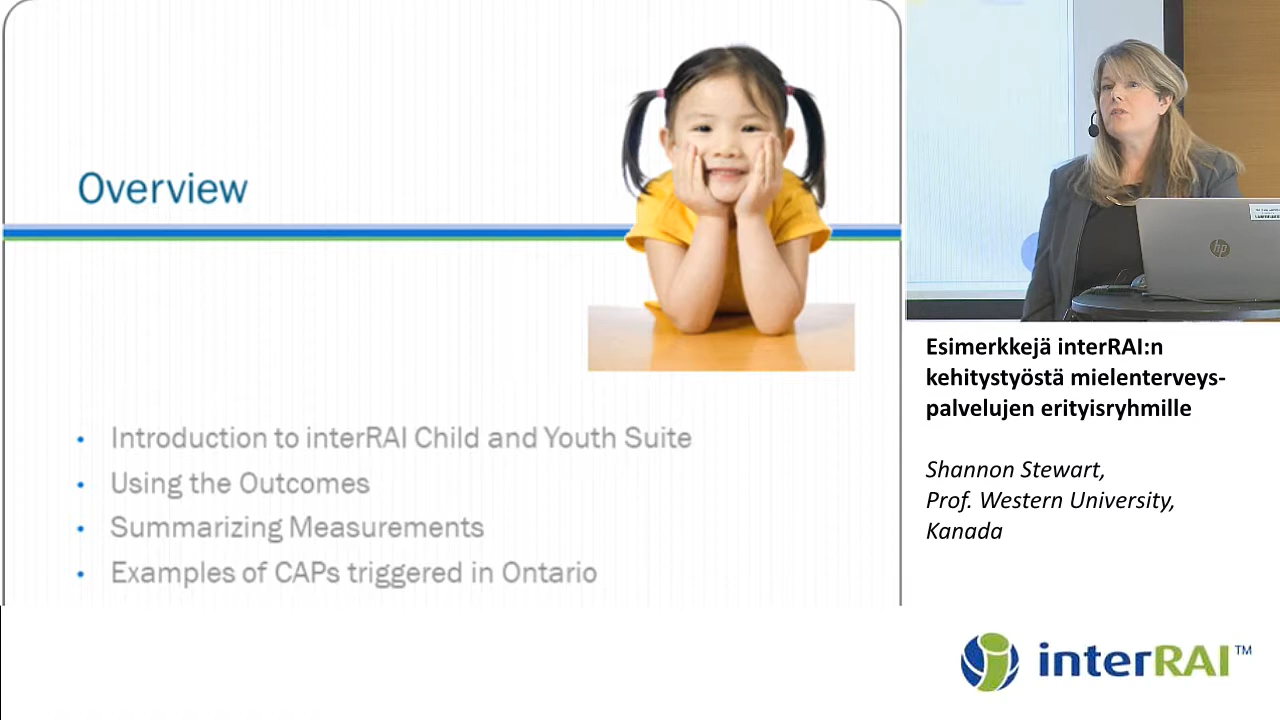 Overview
• Introduction to interRAI Child and Youth Suite
• Using the Outcomes
• Summarizing Measurements
• Examples of CAPs triggered in Ontario
hp
Esimerkkejä interRAI:n
kehitystyöstä mielenterveys-
palvelujen erityisryhmille
Shannon Stewart,
Prof. Western University,
Kanada
interRAI™